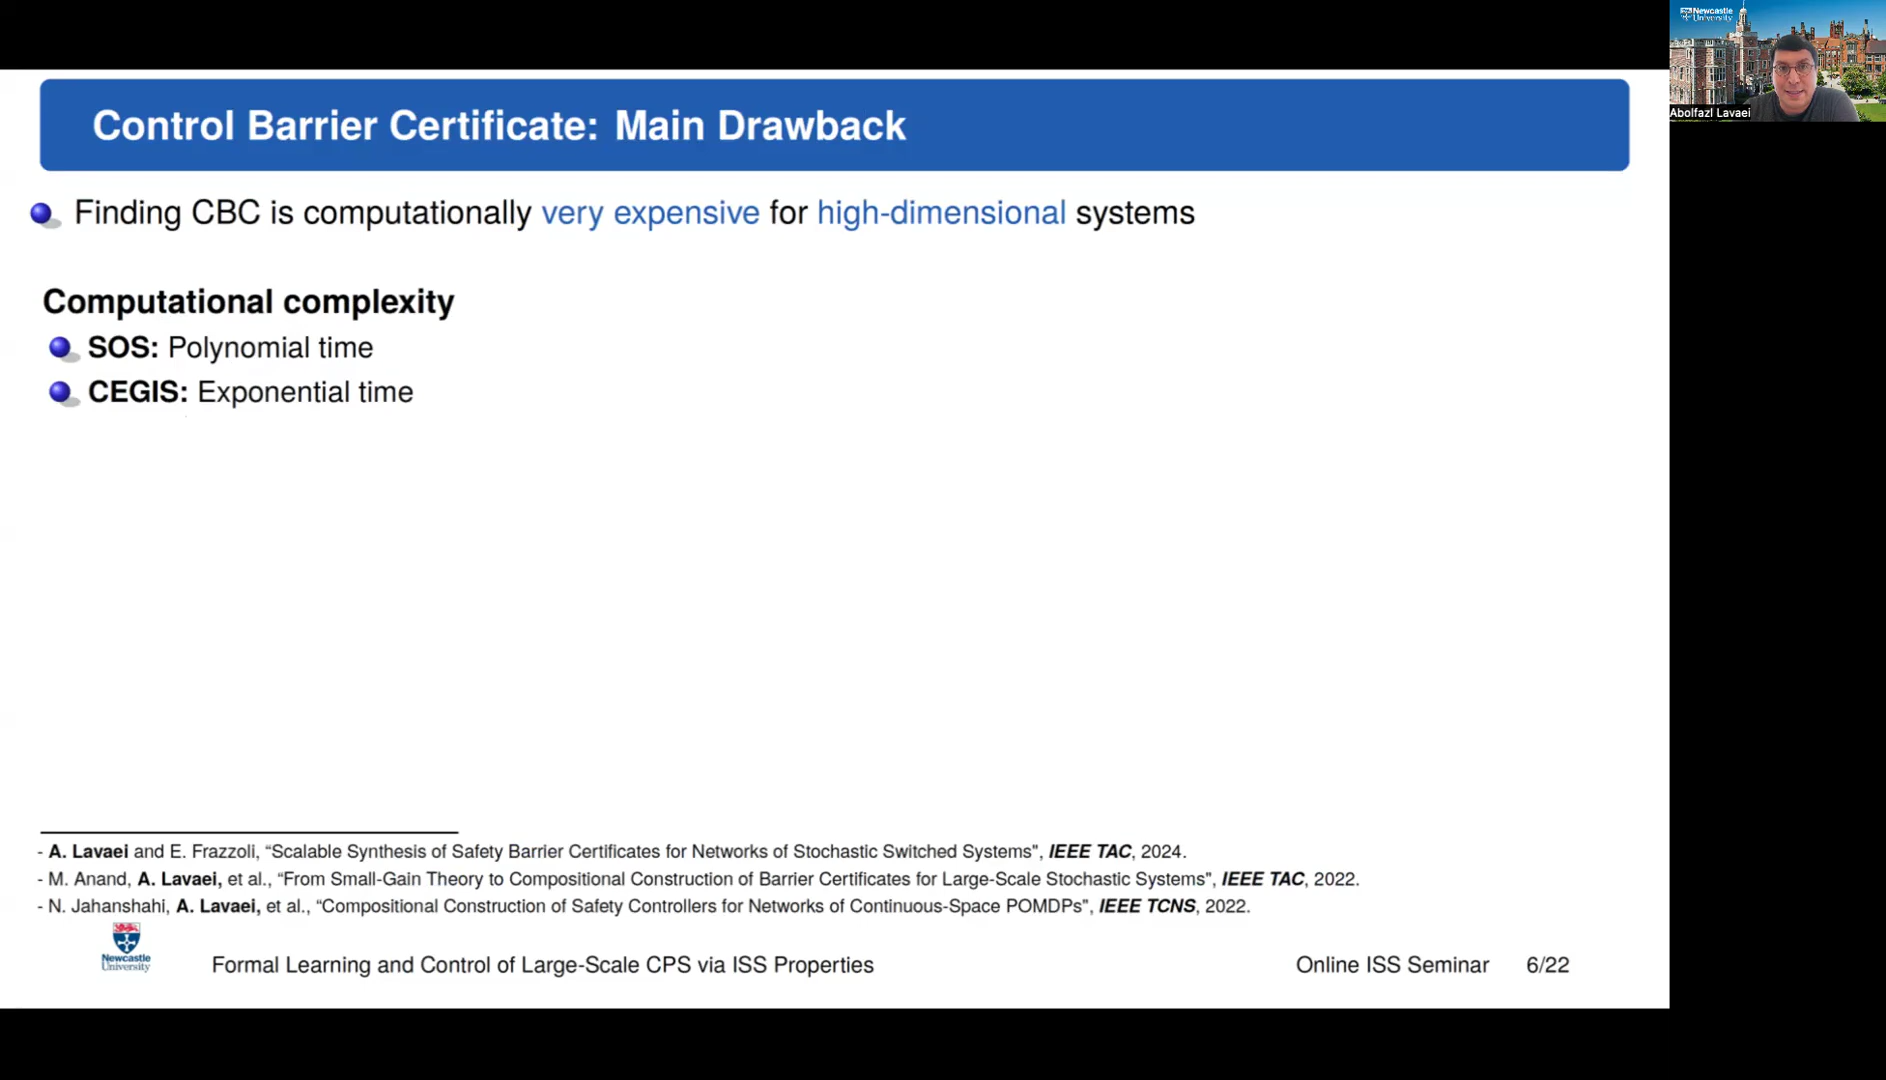 Control Barrier Certificate: Main Drawback
Finding CBC is computationally very expensive for high-dimensional systems
Computational complexity
SOS: Polynomial time
CEGIS: Exponential time
- A. Lavaei and E. Frazzoli, “Scalable Synthesis of Safety Barrier Certificates for Networks of Stochastic Switched Systems", IEEE TAC, 2024.
- M. Anand, A. Lavaei, et al., “From Small-Gain Theory to Compositional Construction of Barrier Certificates for Large-Scale Stochastic Systems", IEEE TAC, 2022.
- N. Jahanshahi, A. Lavaei, et al., “Compositional Construction of Safety Controllers for Networks of Continuous-Space POMDPs", IEEE TCNS, 2022.
Newcastle
University
Formal Learning and Control of Large-Scale CPS via ISS Properties
Online ISS Seminar 6/22
Newcastle
University
Abolfazl Lavaei